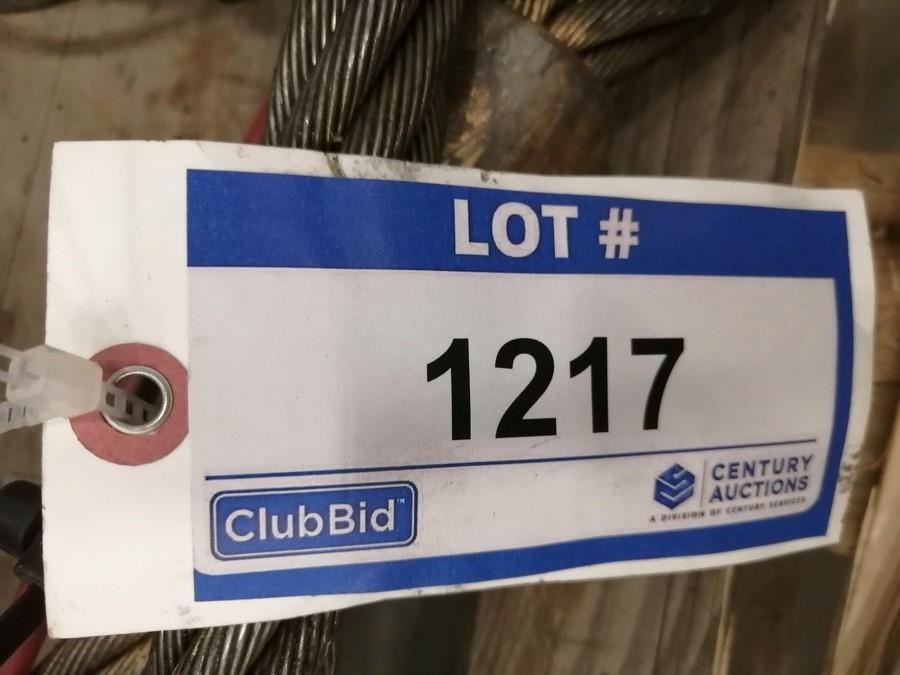 LOT #
1217
ClubBid™
CENTURY
AUCTIONS
A DIVISION OF CENTURY SERVICES